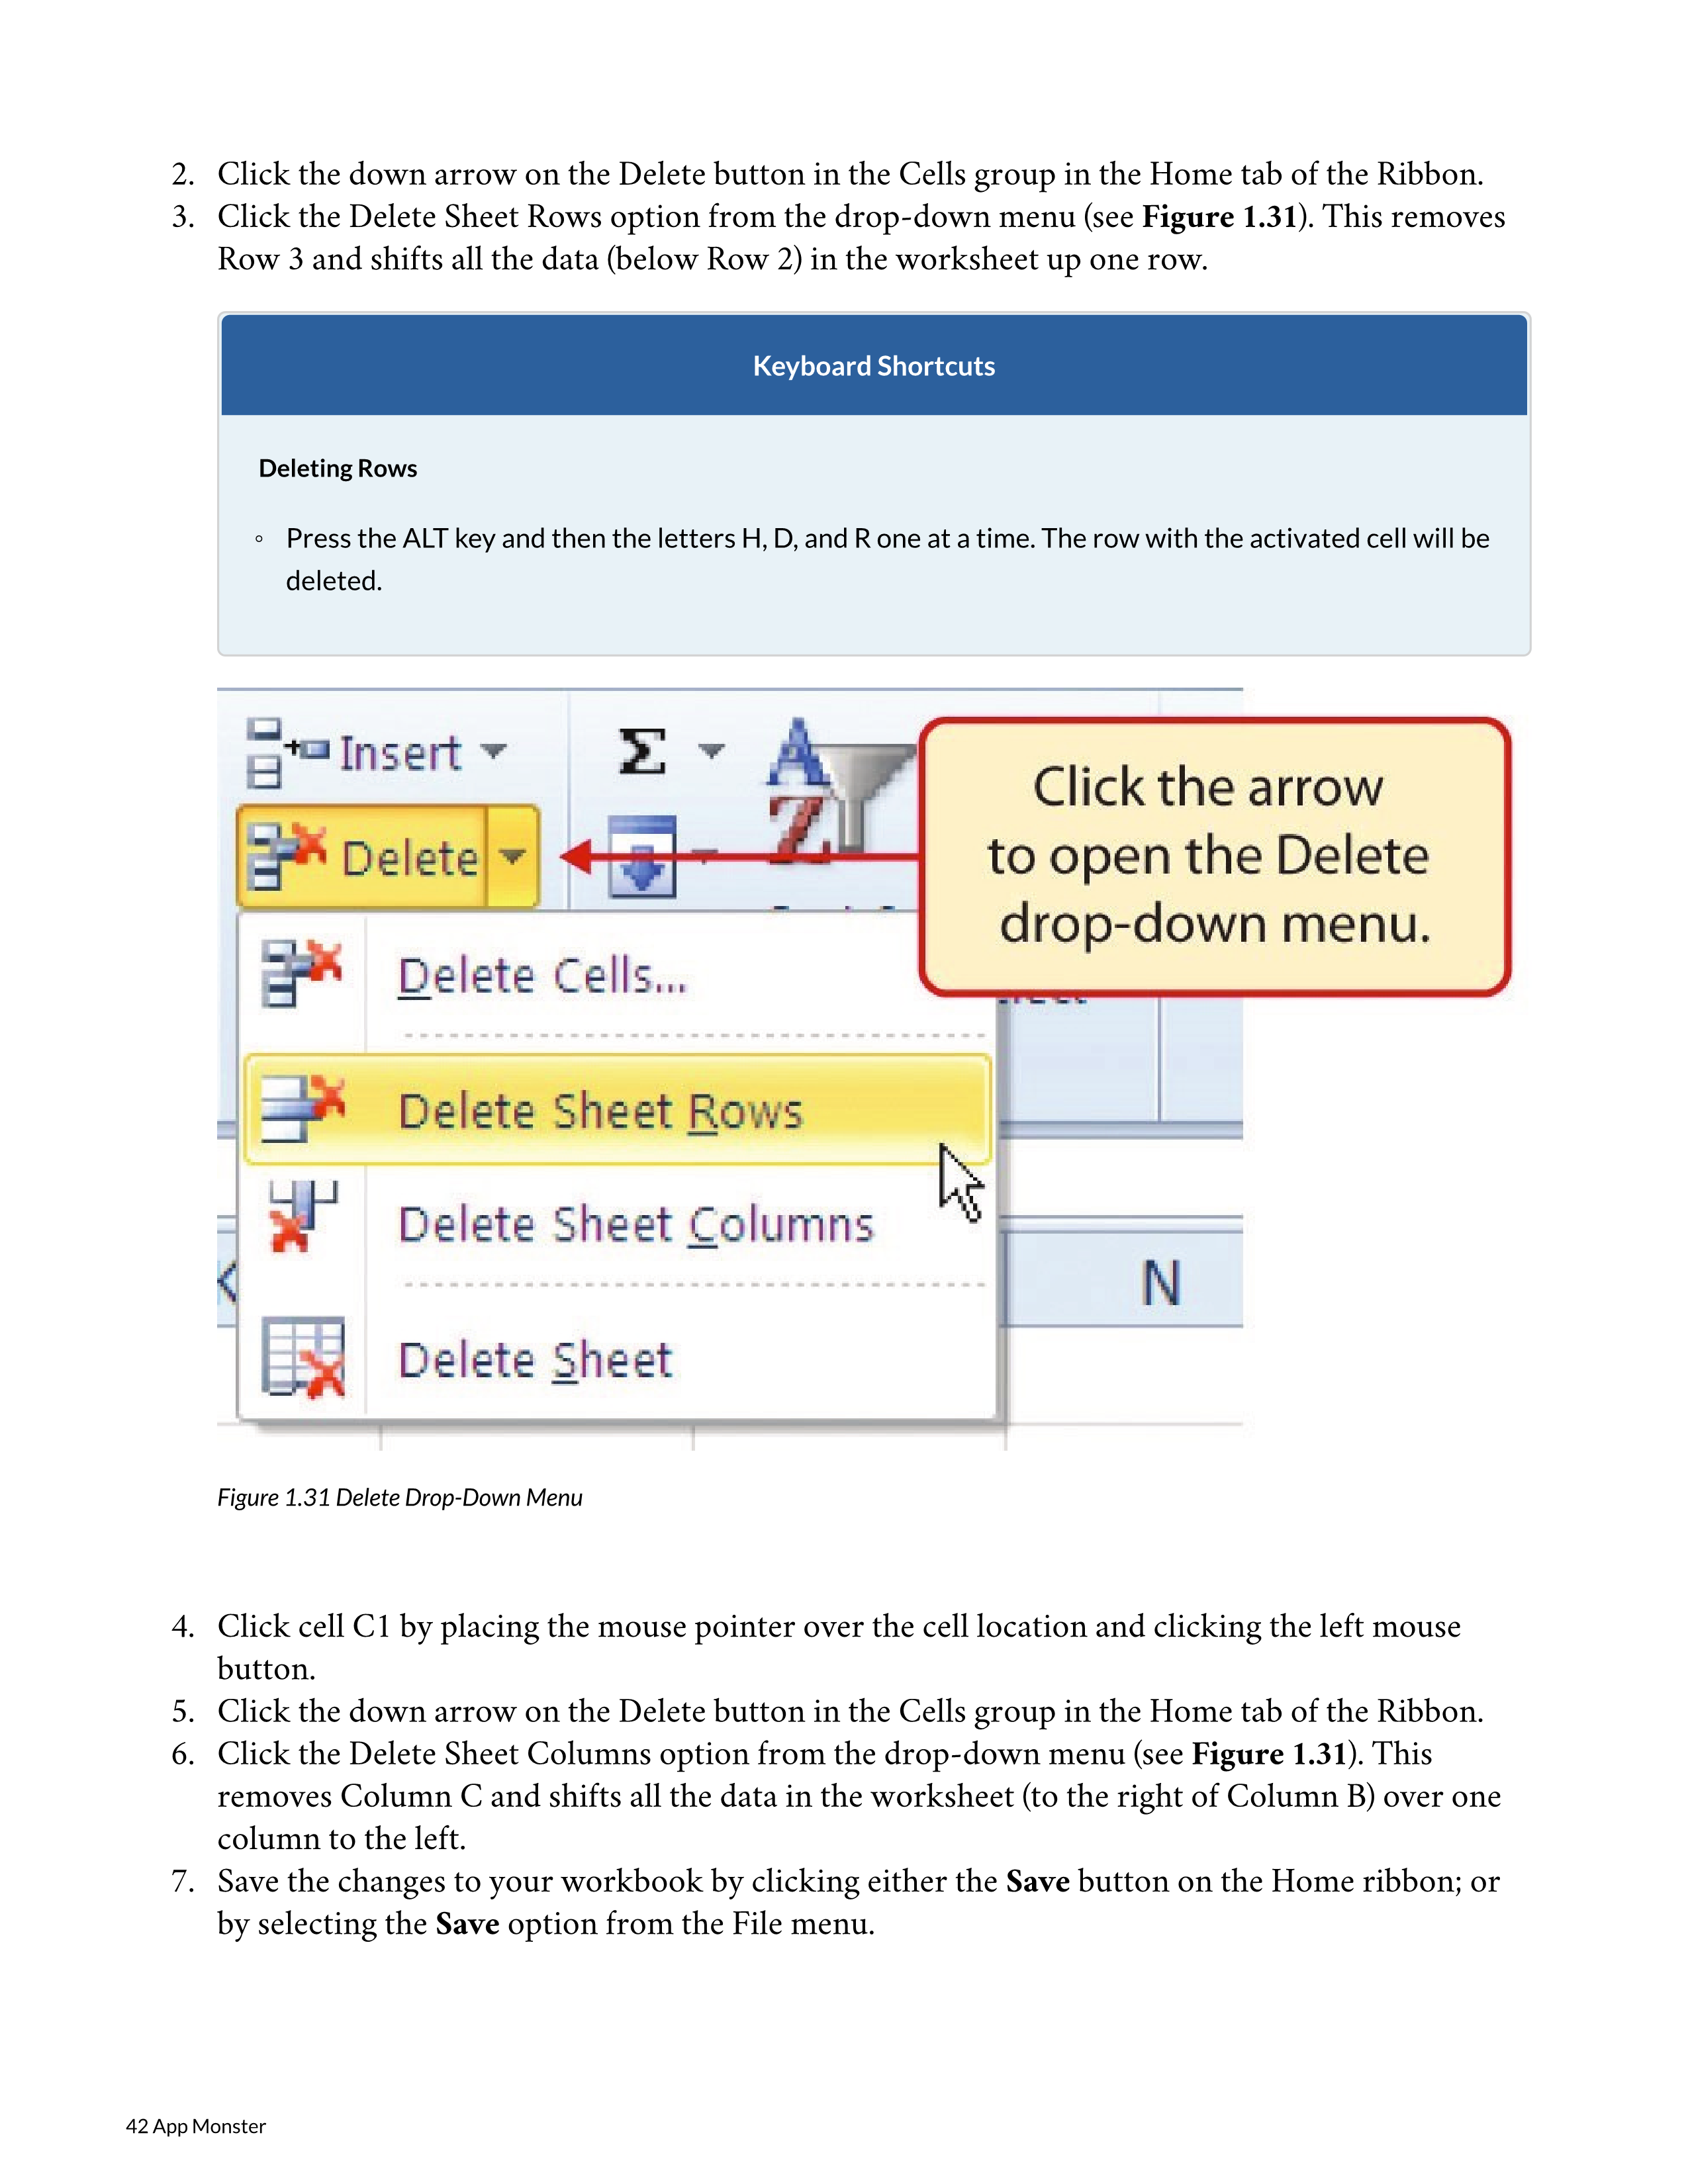 2. Click the down arrow on the Delete button in the Cells group in the Home tab of the Ribbon.
3. Click the Delete Sheet Rows option from the drop-down menu (see Figure 1.31). This removes
Row 3 and shifts all the data (below Row 2) in the worksheet up one row.
Keyboard Shortcuts
Deleting Rows
◦ Press the ALT key and then the letters H, D, and R one at a time. The row with the activated cell will be
deleted.
Insert
Σ
A
Z
Delete
Click the arrow
to open the Delete
drop-down menu.
Delete Cells...
Delete Sheet Rows
Delete Sheet Columns
K
N
Delete Sheet
Figure 1.31 Delete Drop-Down Menu
4. Click cell C1 by placing the mouse pointer over the cell location and clicking the left mouse
button.
5. Click the down arrow on the Delete button in the Cells group in the Home tab of the Ribbon.
6. Click the Delete Sheet Columns option from the drop-down menu (see Figure 1.31). This
removes Column C and shifts all the data in the worksheet (to the right of Column B) over one
column to the left.
7. Save the changes to your workbook by clicking either the Save button on the Home ribbon; or
by selecting the Save option from the File menu.
42 App Monster